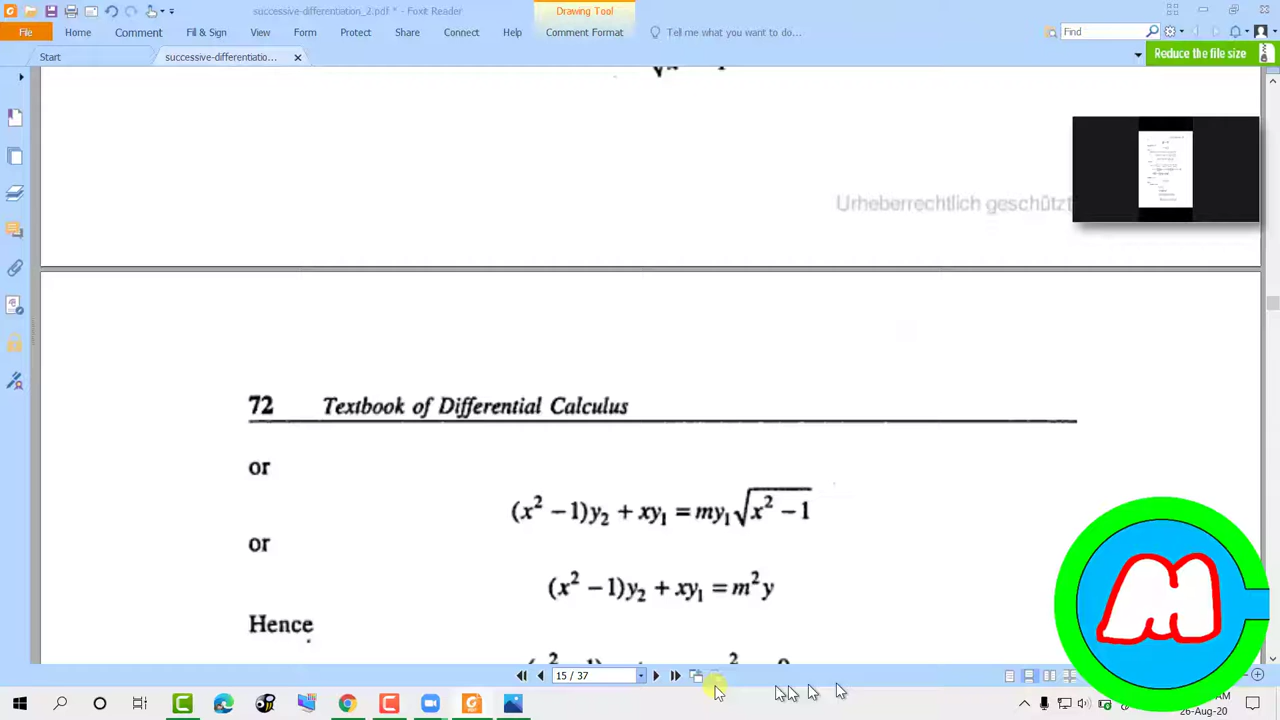 successive-differentiation_2.pdf * - Foxit Reader
Drawing Tool
File
Home
Comment
View
Form
Protect
Share
Connect
Help
Fill & Sign
Comment Format
Tell me what you want to do...
Find
Start
successive-differentiatio...
Reduce the file size
Urheberrechtlich geschützt
72 Textbook of Differential Calculus
or
(x² − 1)y₂ + xy₁ = my₁√(x² − 1)
or
(x² − 1)y₂ + xy₁ = m²y
Hence
M
15 / 37
AM
26-Aug-20